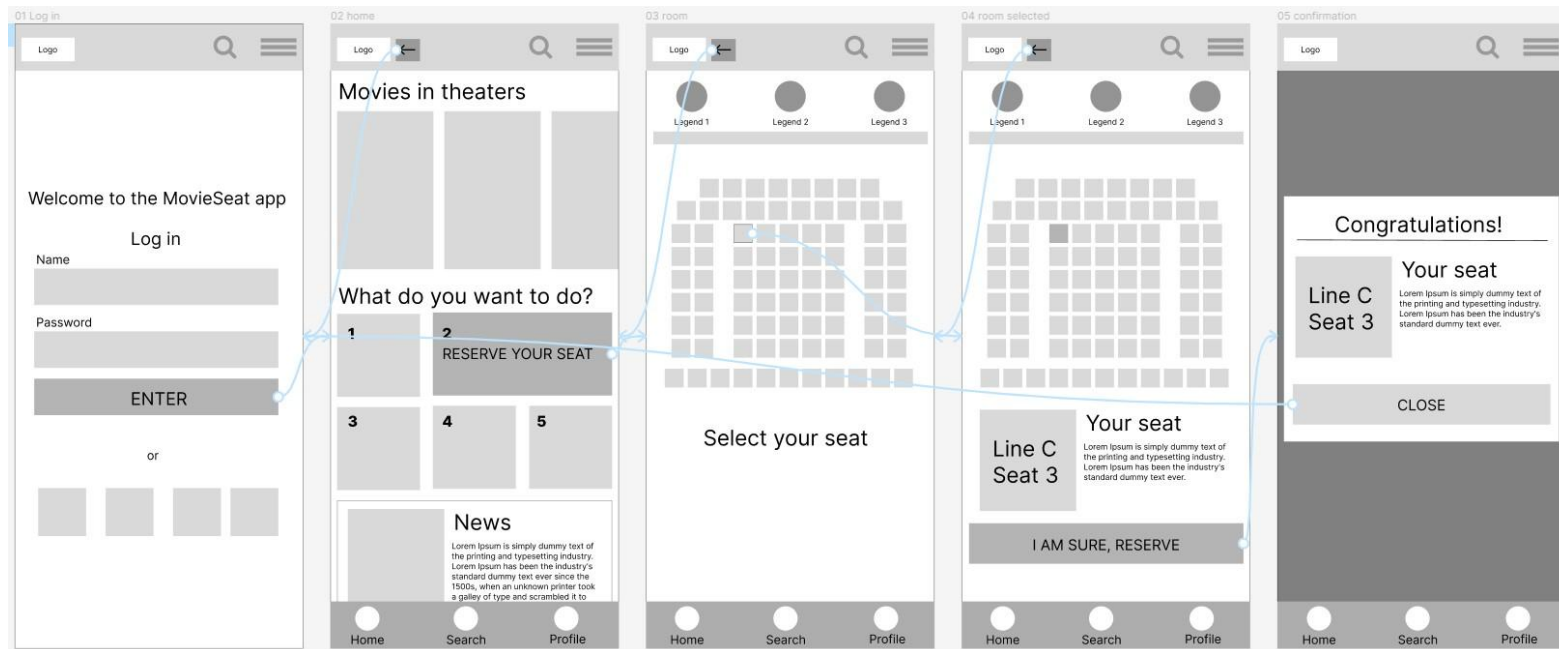 01 Log in
Logo
Welcome to the MovieSeat app
Log in
Name
Password
ENTER
or
02 home
Logo
Movies in theaters
What do you want to do?
1
2
RESERVE YOUR SEAT
3
4
5
News
Lorem Ipsum is simply dummy text of
the printing and typesetting industry.
Lorem Ipsum has been the industry's
standard dummy text ever since the
1500s, when an unknown printer took
a galley of type and scrambled it to
Home
Search
Profile
03 room
Logo
Legend 1
Legend 2
Legend 3
Select your seat
Home
Search
Profile
04 room selected
Logo
Legend 1
Legend 2
Legend 3
Line C
Seat 3
Your seat
Lorem Ipsum is simply dummy text of
the printing and typesetting industry.
Lorem Ipsum has been the industry's
standard dummy text ever.
I AM SURE, RESERVE
Home
Search
Profile
05 confirmation
Logo
Congratulations!
Line C
Seat 3
Your seat
Lorem Ipsum is simply dummy text of
the printing and typesetting industry.
Lorem Ipsum has been the industry's
standard dummy text ever.
CLOSE
Home
Search
Profile